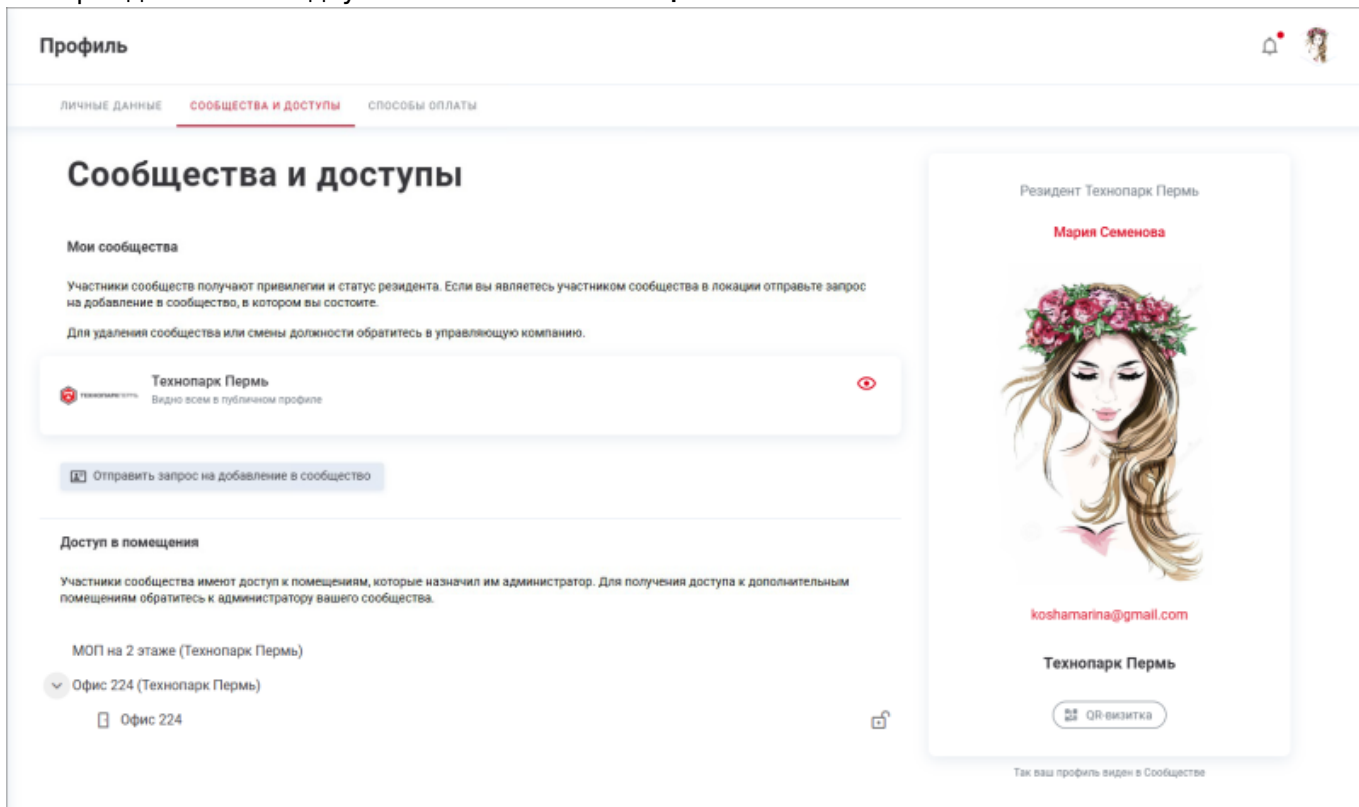 Профиль
ЛИЧНЫЕ ДАННЫЕ СООБЩЕСТВА И ДОСТУПЫ СПОСОБЫ ОПЛАТЫ
Сообщества и доступы
Мои сообщества
Участники сообществ получают привилегии и статус резидента. Если вы являетесь участником сообщества в локации отправьте запрос
на добавление в сообщество, в котором вы состоите.
Для удаления сообщества или смены должности обратитесь в управляющую компанию.
ТЕХНОПАРК ПЕРМЬ
Технопарк Пермь
Видно всем в публичном профиле
Отправить запрос на добавление в сообщество
Доступ в помещения
Участники сообщества имеют доступ к помещениям, которые назначил им администратор. Для получения доступа к дополнительным
помещениям обратитесь к администратору вашего сообщества.
МОП на 2 этаже (Технопарк Пермь)
Офис 224 (Технопарк Пермь)
Офис 224
Резидент Технопарк Пермь
Мария Семенова
koshamarina@gmail.com
Технопарк Пермь
QR-визитка
Так ваш профиль виден в Сообществе